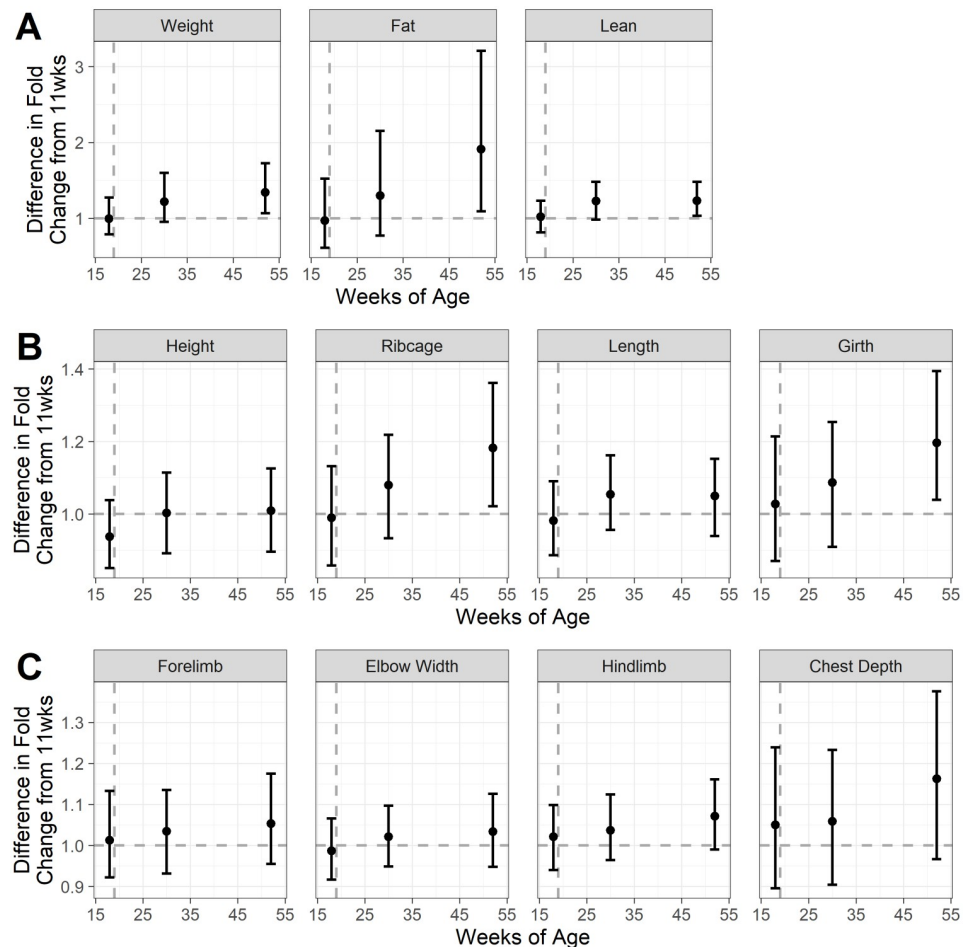 A
Weight Fat Lean
Difference in Fold
Change from 11wks
3
2
1
15 25 35 45 55 15 25 35 45 55 15 25 35 45 55
Weeks of Age
B
Height Ribcage Length Girth
Difference in Fold
Change from 11wks
1.4
1.2
1.0
15 25 35 45 55 15 25 35 45 55 15 25 35 45 55 15 25 35 45 55
Weeks of Age
C
Forelimb Elbow Width Hindlimb Chest Depth
Difference in Fold
Change from 11wks
1.3
1.2
1.1
1.0
0.9
15 25 35 45 55 15 25 35 45 55 15 25 35 45 55 15 25 35 45 55
Weeks of Age